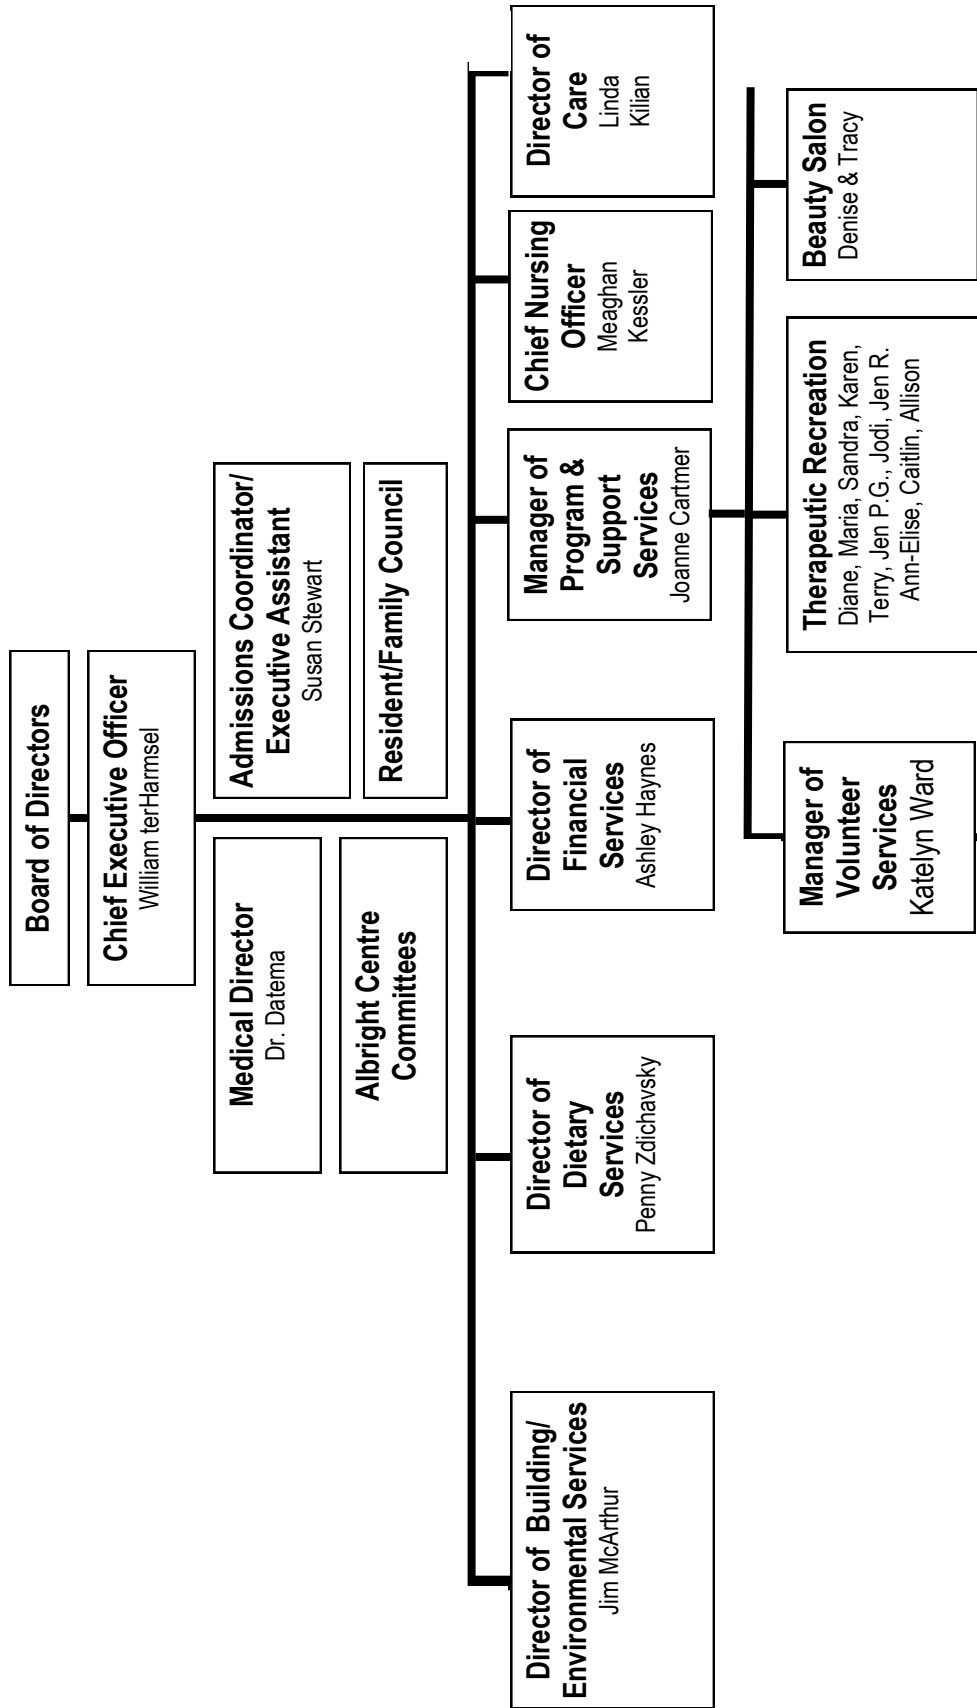 Board of Directors
Chief Executive Officer
William terHarmsel
Medical Director
Dr. Datema
Admissions Coordinator/
Executive Assistant
Susan Stewart
Albright Centre
Committees
Resident/Family Council
Director of Building/
Environmental Services
Jim McArthur
Director of
Dietary
Services
Penny Zdichavsky
Director of
Financial
Services
Ashley Haynes
Manager of
Program &
Support
Services
Joanne Cartmer
Chief Nursing
Officer
Meaghan
Kessler
Director of
Care
Linda
Kilian
Manager of
Volunteer
Services
Katelyn Ward
Therapeutic Recreation
Diane, Maria, Sandra, Karen,
Terry, Jen P.G., Jodi, Jen R.
Ann-Elise, Caitlin, Allison
Beauty Salon
Denise & Tracy